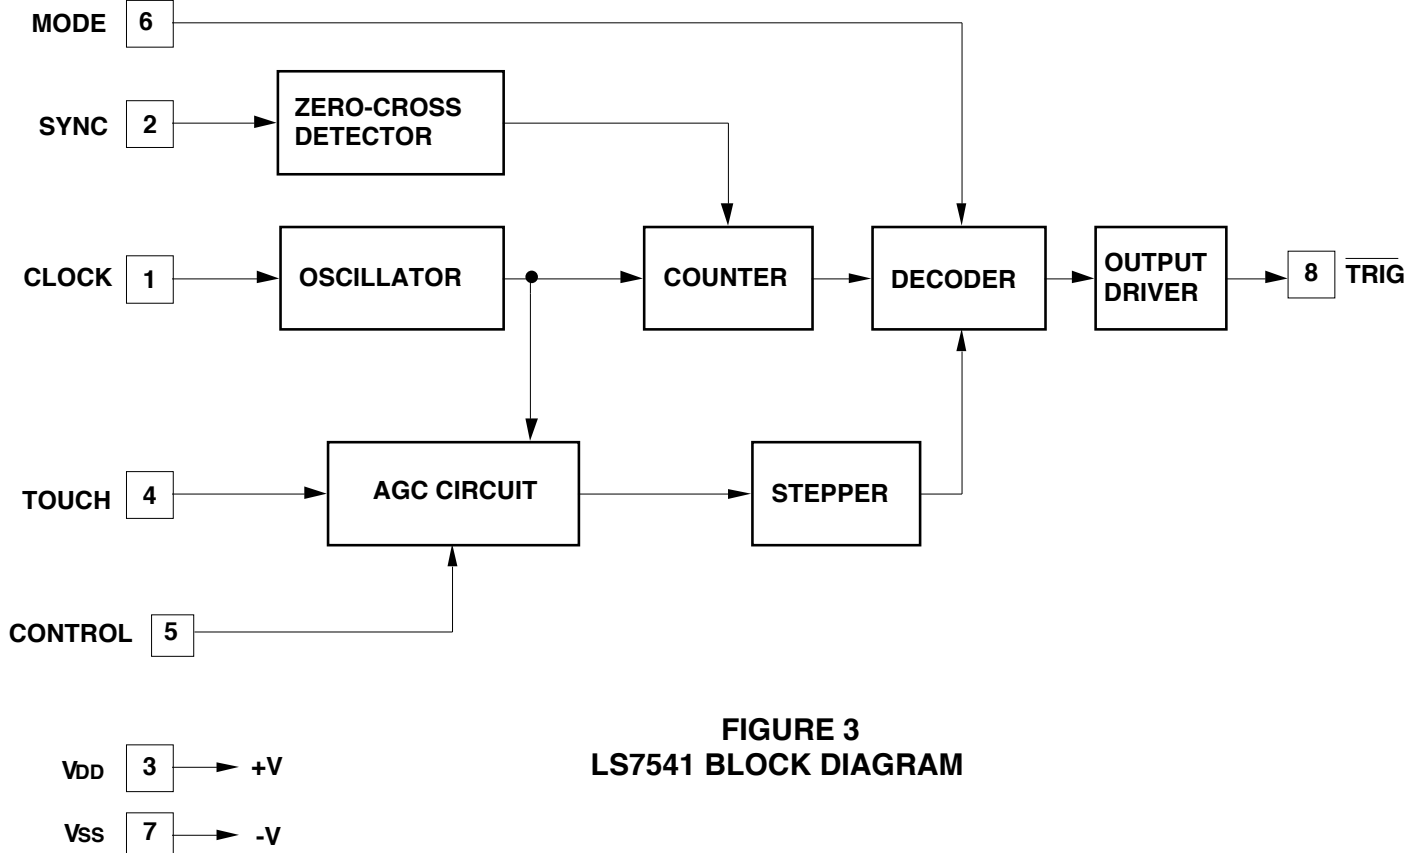 MODE 6
SYNC 2
ZERO-CROSS
DETECTOR
CLOCK 1
OSCILLATOR
COUNTER
DECODER
OUTPUT
DRIVER
8 TRIG
TOUCH 4
AGC CIRCUIT
STEPPER
CONTROL 5
FIGURE 3
LS7541 BLOCK DIAGRAM
VDD 3 +V
VSS 7 -V